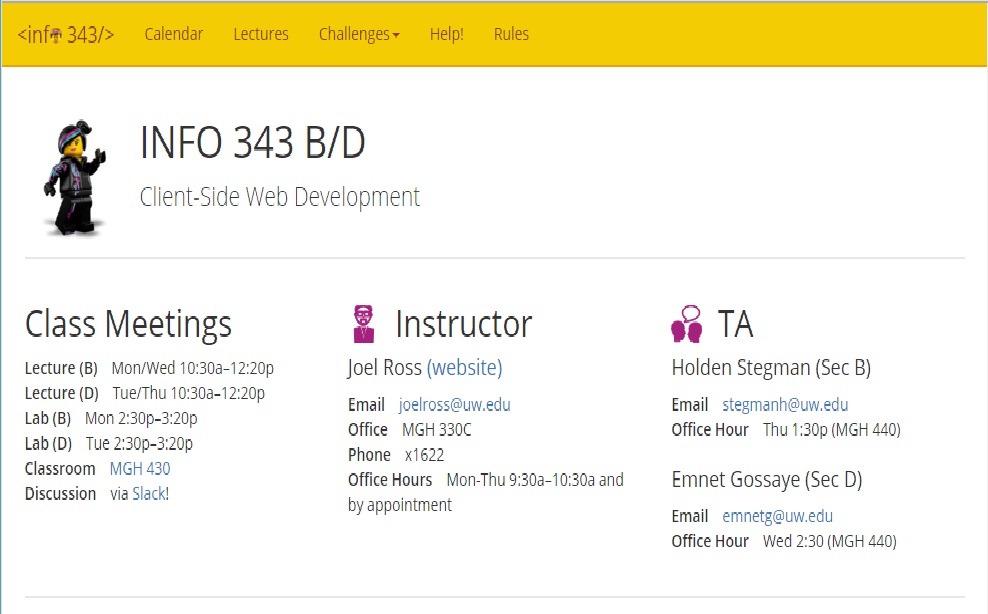 <info 343/>
Calendar
Lectures
Challenges
Help!
Rules
INFO 343 B/D
Client-Side Web Development
Class Meetings
Lecture (B) Mon/Wed 10:30a–12:20p
Lecture (D) Tue/Thu 10:30a–12:20p
Lab (B) Mon 2:30p–3:20p
Lab (D) Tue 2:30p–3:20p
Classroom MGH 430
Discussion via Slack!
Instructor
Joel Ross (website)
Email joelross@uw.edu
Office MGH 330C
Phone x1622
Office Hours Mon-Thu 9:30a–10:30a and
by appointment
TA
Holden Stegman (Sec B)
Email stegmanh@uw.edu
Office Hour Thu 1:30p (MGH 440)
Emnet Gossaye (Sec D)
Email emnetg@uw.edu
Office Hour Wed 2:30 (MGH 440)